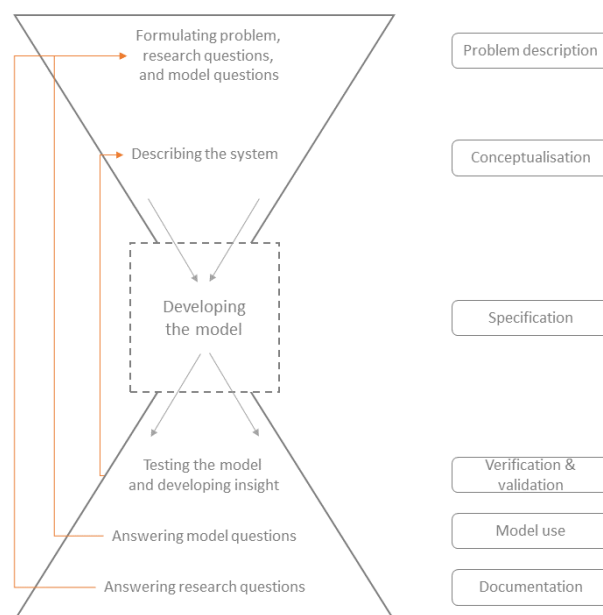 Formulating problem,
research questions,
and model questions
Problem description
Describing the system
Conceptualisation
Developing
the model
Specification
Testing the model
and developing insight
Verification &
validation
Answering model questions
Model use
Answering research questions
Documentation